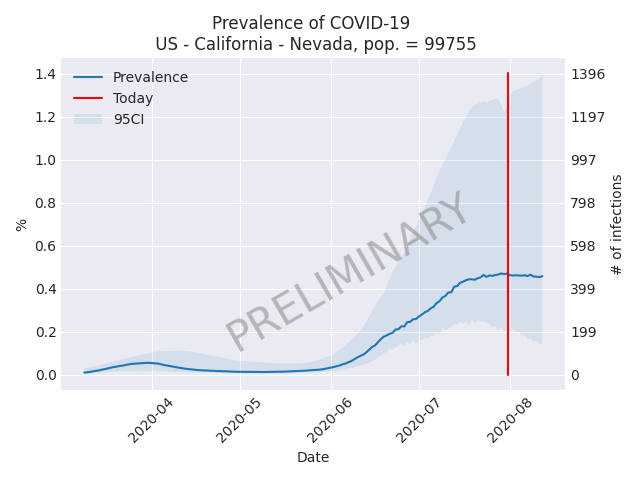 Prevalence of COVID-19
US - California - Nevada, pop. = 99755
Prevalence
Today
95CI
PRELIMINARY
1.4
1.2
1.0
0.8
0.6
0.4
0.2
0.0
%
1396
1197
997
798
598
399
199
0
# of infections
2020-04
2020-05
2020-06
2020-07
2020-08
Date